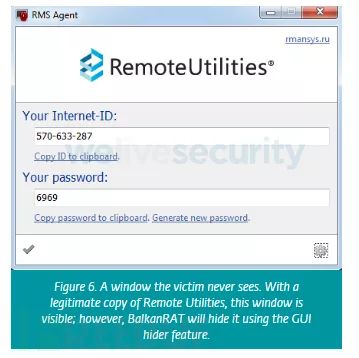 RMS Agent
rmansys.ru
RemoteUtilities®
Your Internet-ID:
570-633-287
welivesecurity
Copy ID to clipboard.
Your password:
6969
Copy password to clipboard. Generate new password.
Figure 6. A window the victim never sees. With a
legitimate copy of Remote Utilities, this window is
visible; however, BalkanRAT will hide it using the GUI
hider feature.